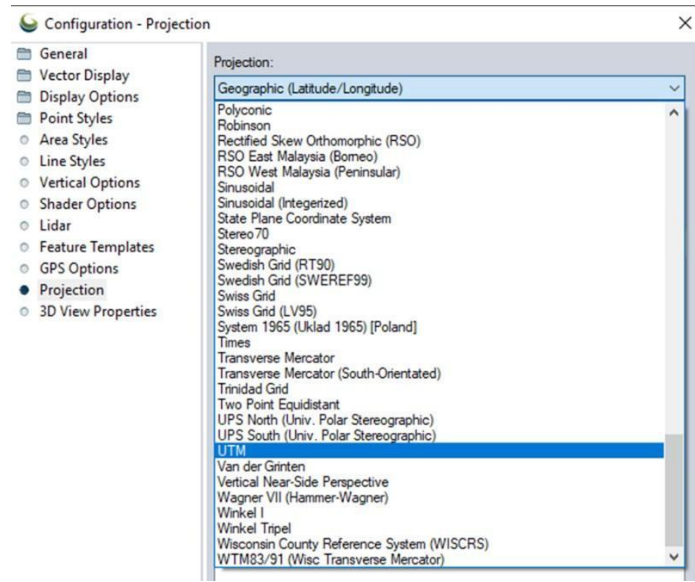 Configuration - Projection
General
Vector Display
Display Options
Point Styles
Area Styles
Line Styles
Vertical Options
Shader Options
Lidar
Feature Templates
GPS Options
Projection
3D View Properties
Projection:
Geographic (Latitude/Longitude)
Polyconic
Robinson
Rectified Skew Orthomorphic (RSO)
RSO East Malaysia (Borneo)
RSO West Malaysia (Peninsular)
Sinusoidal
Sinusoidal (Integerized)
State Plane Coordinate System
Stereo70
Stereographic
Swedish Grid (RT90)
Swedish Grid (SWEREF99)
Swiss Grid
Swiss Grid (LV95)
System 1965 (Uklad 1965) [Poland]
Times
Transverse Mercator
Transverse Mercator (South-Orientated)
Trinidad Grid
Two Point Equidistant
UPS North (Univ. Polar Stereographic)
UPS South (Univ. Polar Stereographic)
UTM
Van der Grinten
Vertical Near-Side Perspective
Wagner VII (Hammer-Wagner)
Winkel I
Winkel Tripel
Wisconsin County Reference System (WISCRS)
WTM83/91 (Wisc Transverse Mercator)